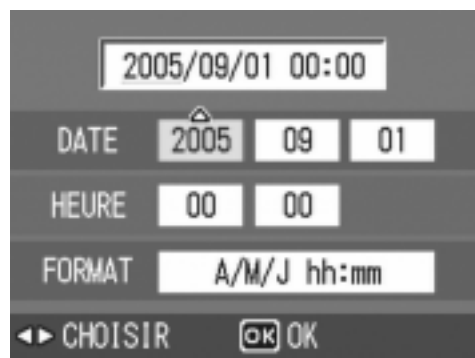 2005/09/01 00:00
DATE 2005 09 01
HEURE 00 00
FORMAT A/M/J hh:mm
◄► CHOISIR OK OK